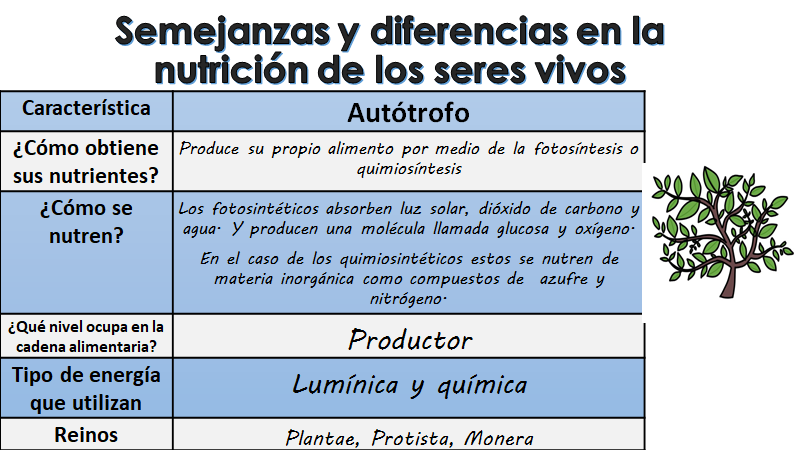 Semejanzas y diferencias en la
nutrición de los seres vivos
Característica
Autótrofo
¿Cómo obtiene
sus nutrientes?
Produce su propio alimento por medio de la fotosíntesis o
quimiosíntesis
¿Cómo se
nutren?
Los fotosintéticos absorben luz solar, dióxido de carbono y
agua. Y producen una molécula llamada glucosa y oxígeno.
En el caso de los quimiosintéticos estos se nutren de
materia inorgánica como compuestos de azufre y
nitrógeno.
¿Qué nivel ocupa en la
cadena alimentaria?
Productor
Tipo de energía
que utilizan
Lumínica y química
Reinos
Plantae, Protista, Monera